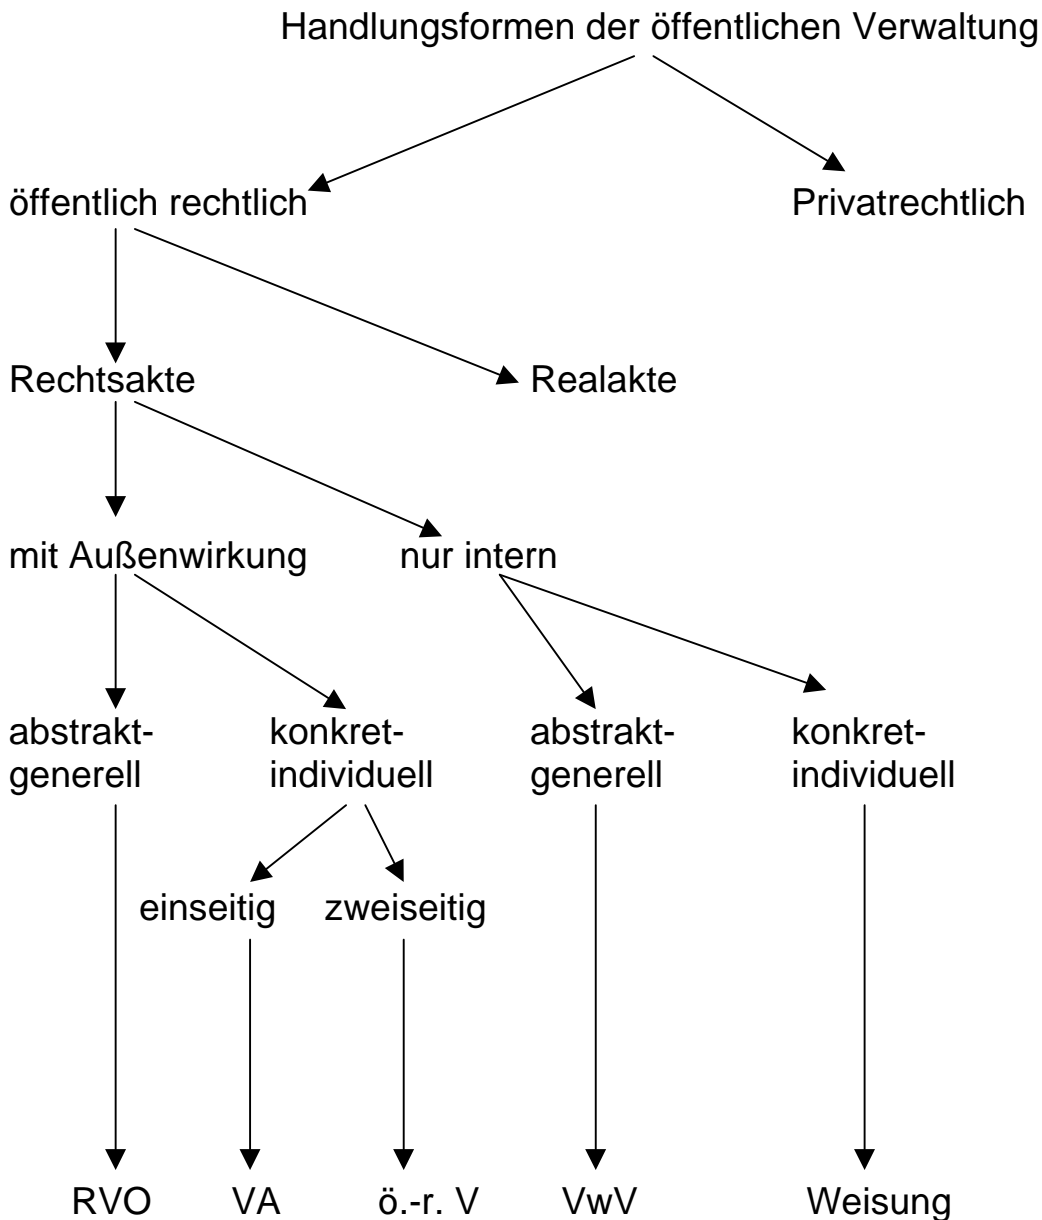 Handlungsformen der öffentlichen Verwaltung
öffentlich rechtlich
Privatrechtlich
Rechtsakte
Realakte
mit Außenwirkung
nur intern
abstrakt-
generell
konkret-
individuell
abstrakt-
generell
konkret-
individuell
einseitig
zweiseitig
RVO
VA
ö.-r. V
VwV
Weisung